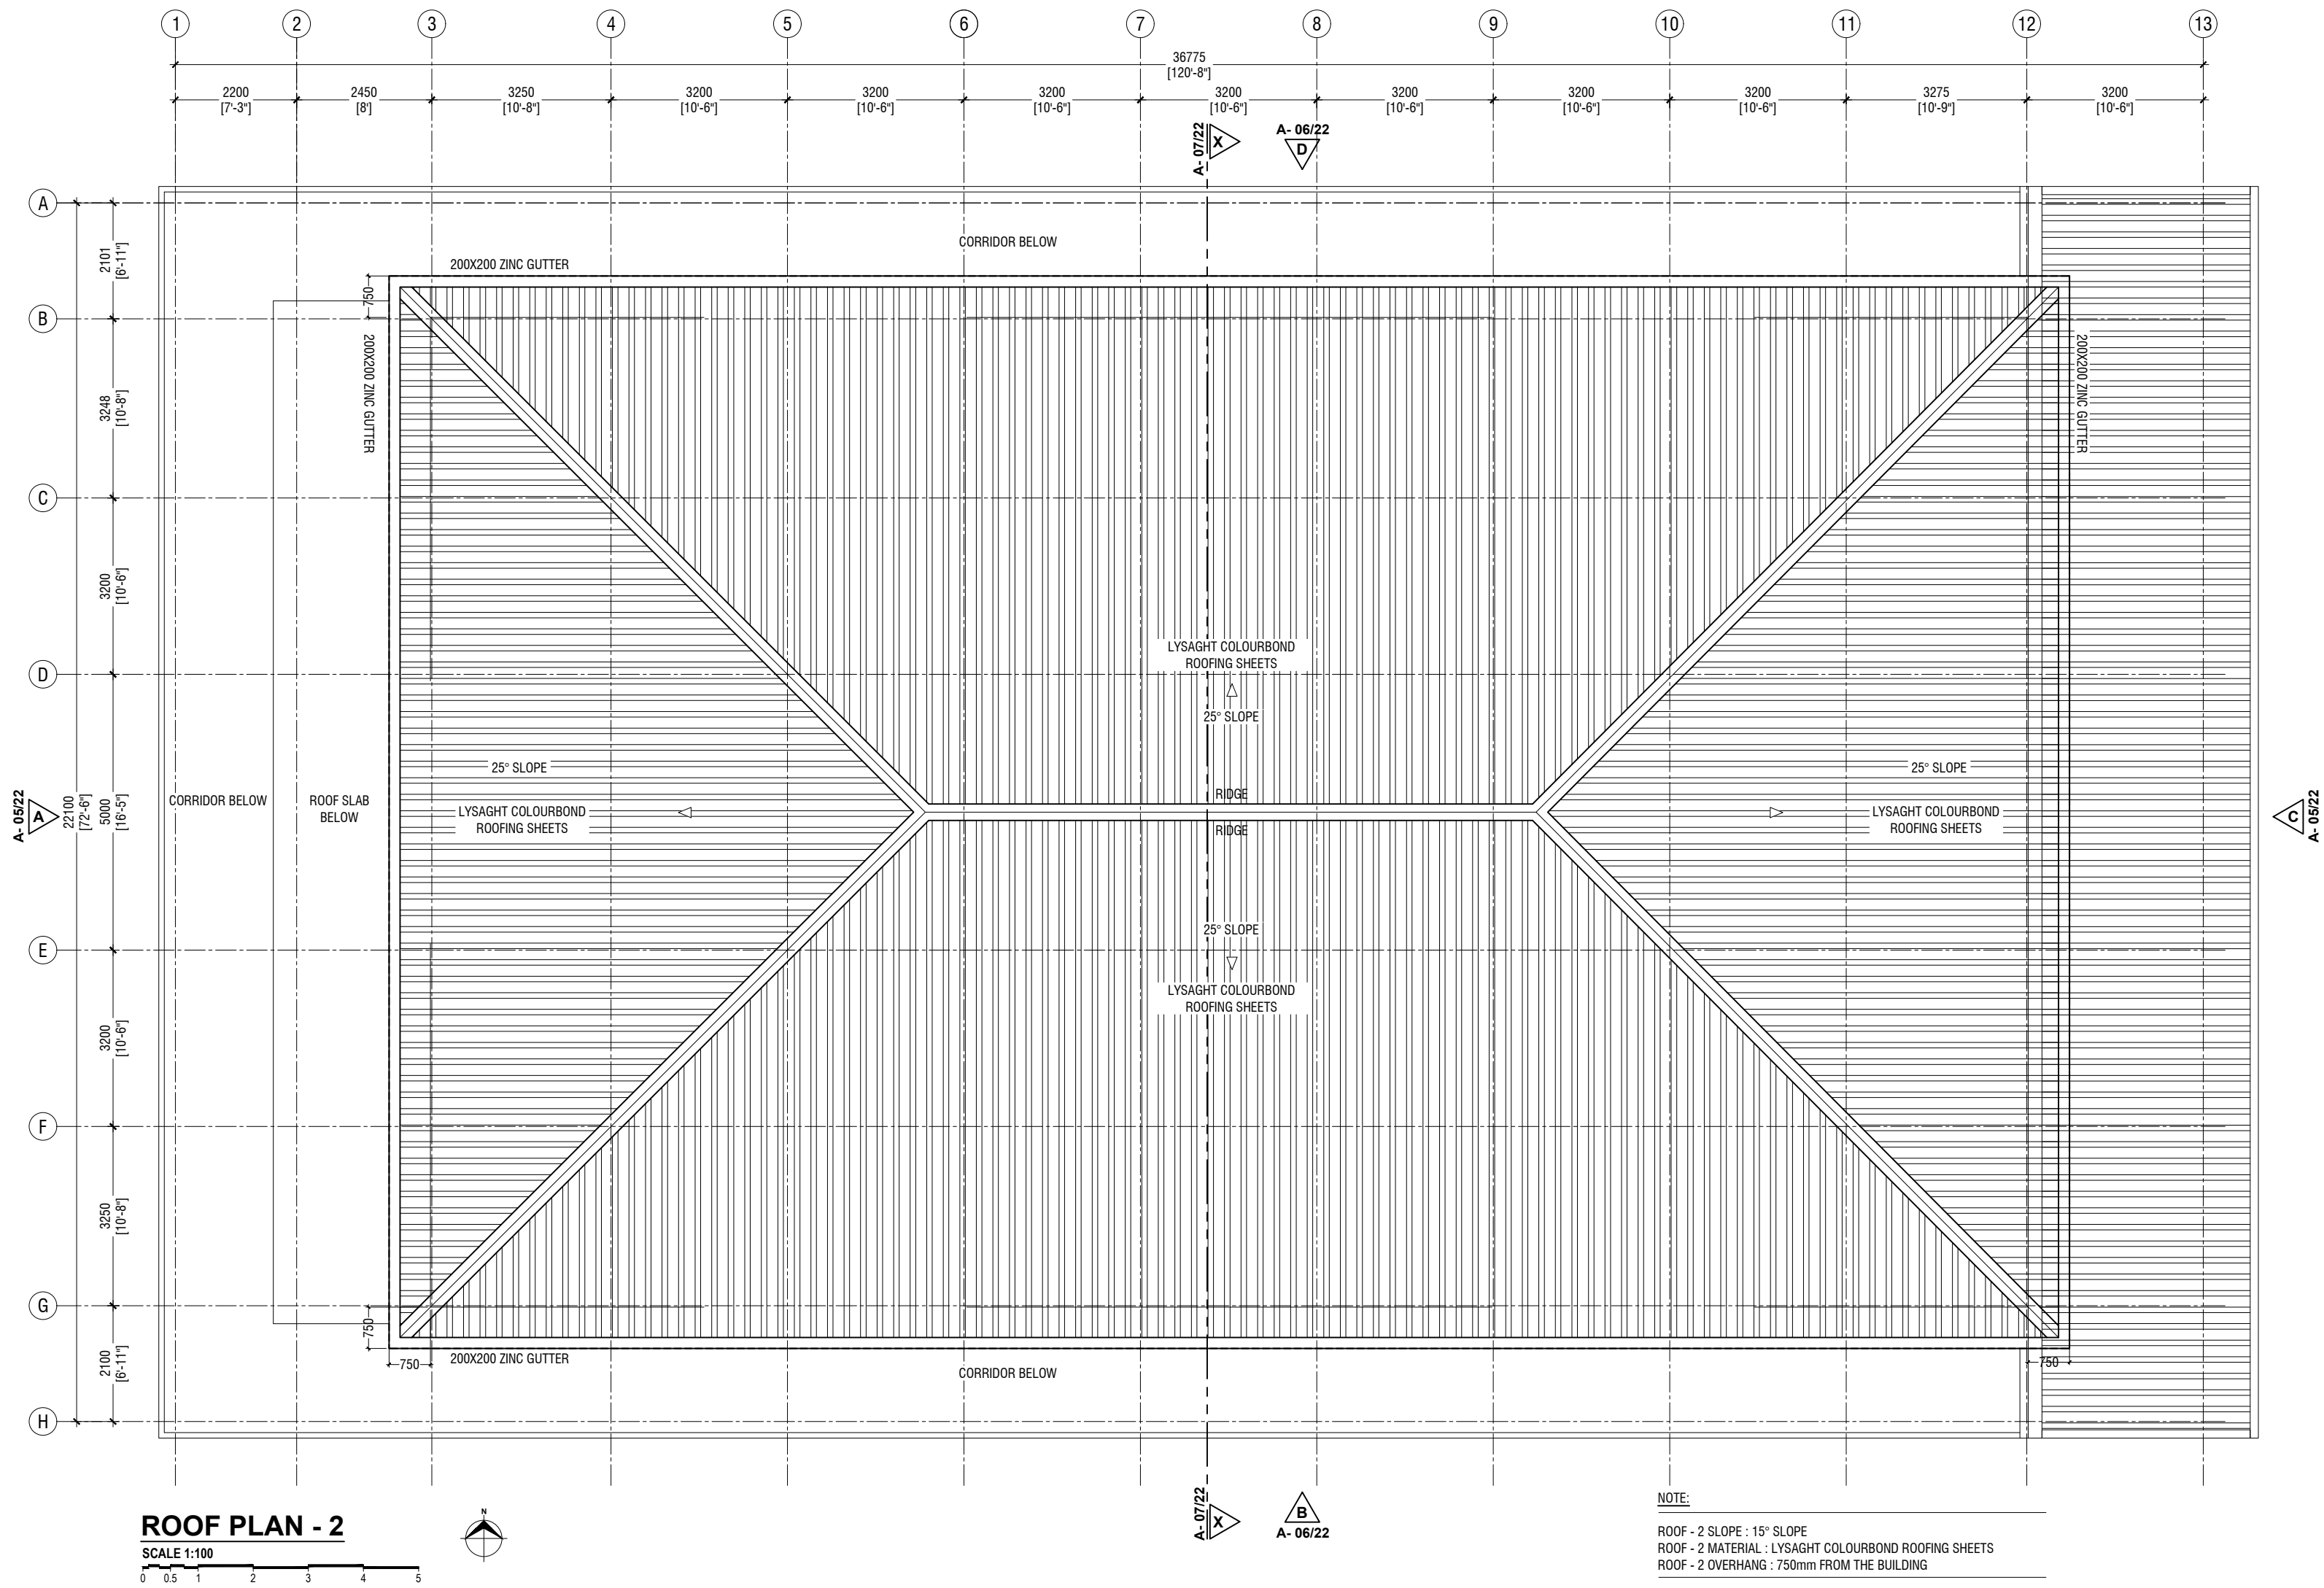 1 2 3 4 5 6 7 8 9 10 11 12 13
36775
[120'-8"]
2200 2450 3250 3200 3200 3200 3200 3200 3200 3200 3275 3200
[7'-3"] [8'] [10'-8"] [10'-6"] [10'-6"] [10'-6"] [10'-6"] [10'-6"] [10'-6"] [10'-6"] [10'-9"] [10'-6"]
A- 07/22
X
A- 06/22
D
A
B
C
D
E
F
G
H
2101
[6'-11"]
3248
[10'-8"]
3200
[10'-6"]
5000
[16'-5"]
3200
[10'-6"]
3250
[10'-8"]
2100
[6'-11"]
22100
[72'-6"]
A- 05/22
A
CORRIDOR BELOW
200X200 ZINC GUTTER
750
200X200 ZINC GUTTER
200X200 ZINC GUTTER
LYSAGHT COLOURBOND
ROOFING SHEETS
25° SLOPE
25° SLOPE
25° SLOPE
CORRIDOR BELOW
ROOF SLAB
BELOW
LYSAGHT COLOURBOND
ROOFING SHEETS
RIDGE
RIDGE
LYSAGHT COLOURBOND
ROOFING SHEETS
C
A- 05/22
25° SLOPE
LYSAGHT COLOURBOND
ROOFING SHEETS
750
750
200X200 ZINC GUTTER
CORRIDOR BELOW
750
A- 07/22
X
B
A- 06/22
ROOF PLAN - 2
SCALE 1:100
0 0.5 1 2 3 4 5
N
NOTE:
ROOF - 2 SLOPE : 15° SLOPE
ROOF - 2 MATERIAL : LYSAGHT COLOURBOND ROOFING SHEETS
ROOF - 2 OVERHANG : 750mm FROM THE BUILDING